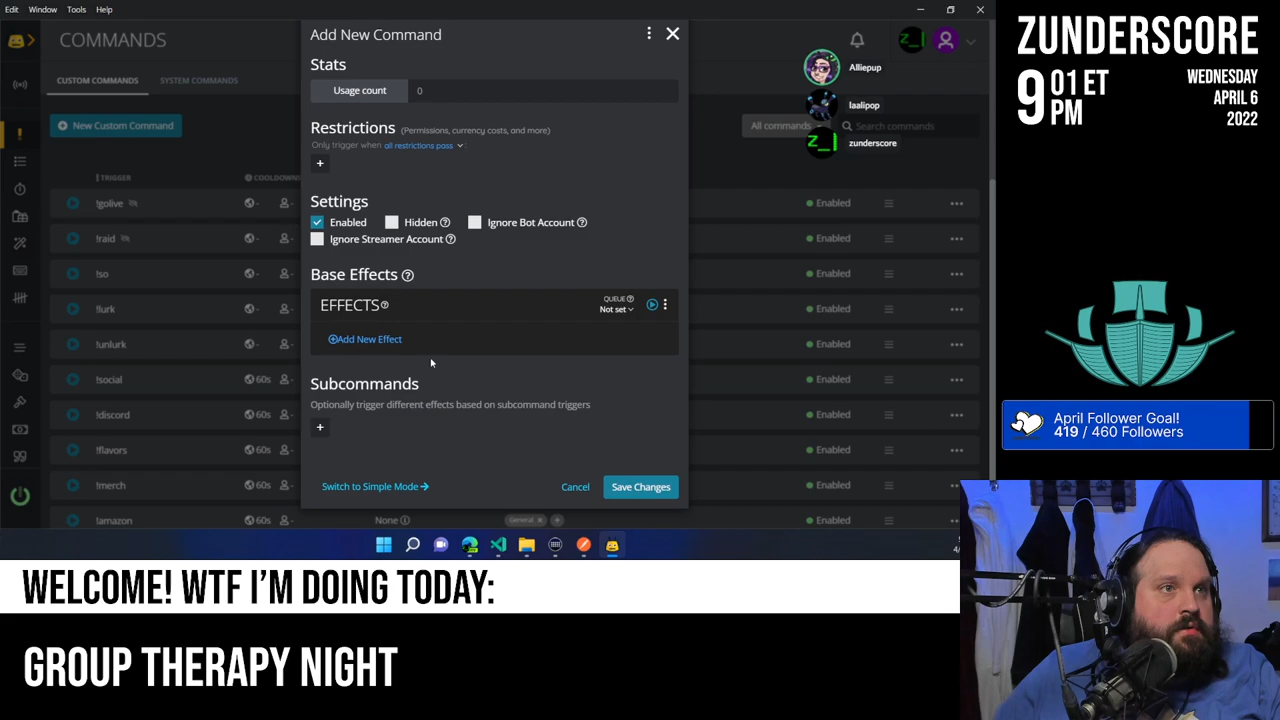 Edit Window Tools Help
COMMANDS
CUSTOM COMMANDS SYSTEM COMMANDS
New Custom Command
All commands Search commands
TRIGGER COOLDOWNS
!golive - - Enabled
!raid - - Enabled
!so - - Enabled
!lurk - - Enabled
!unlurk - - Enabled
!social 60s - Enabled
!discord 60s - Enabled
!flavors 60s - Enabled
!merch 60s - Enabled
!amazon 60s - None General Enabled
Add New Command
Stats
Usage count 0
Restrictions (Permissions, currency costs, and more)
Only trigger when all restrictions pass :
+
Settings
Enabled Hidden Ignore Bot Account
Ignore Streamer Account
Base Effects
EFFECTS
QUEUE
Not set
Add New Effect
Subcommands
Optionally trigger different effects based on subcommand triggers
+
Switch to Simple Mode
Cancel Save Changes
Alliepup
laalipop
zunderscore
ZUNDERSCORE
9 01 ET
PM
WEDNESDAY
APRIL 6
2022
April Follower Goal!
419 / 460 Followers
WELCOME! WTF I'M DOING TODAY:
GROUP THERAPY NIGHT